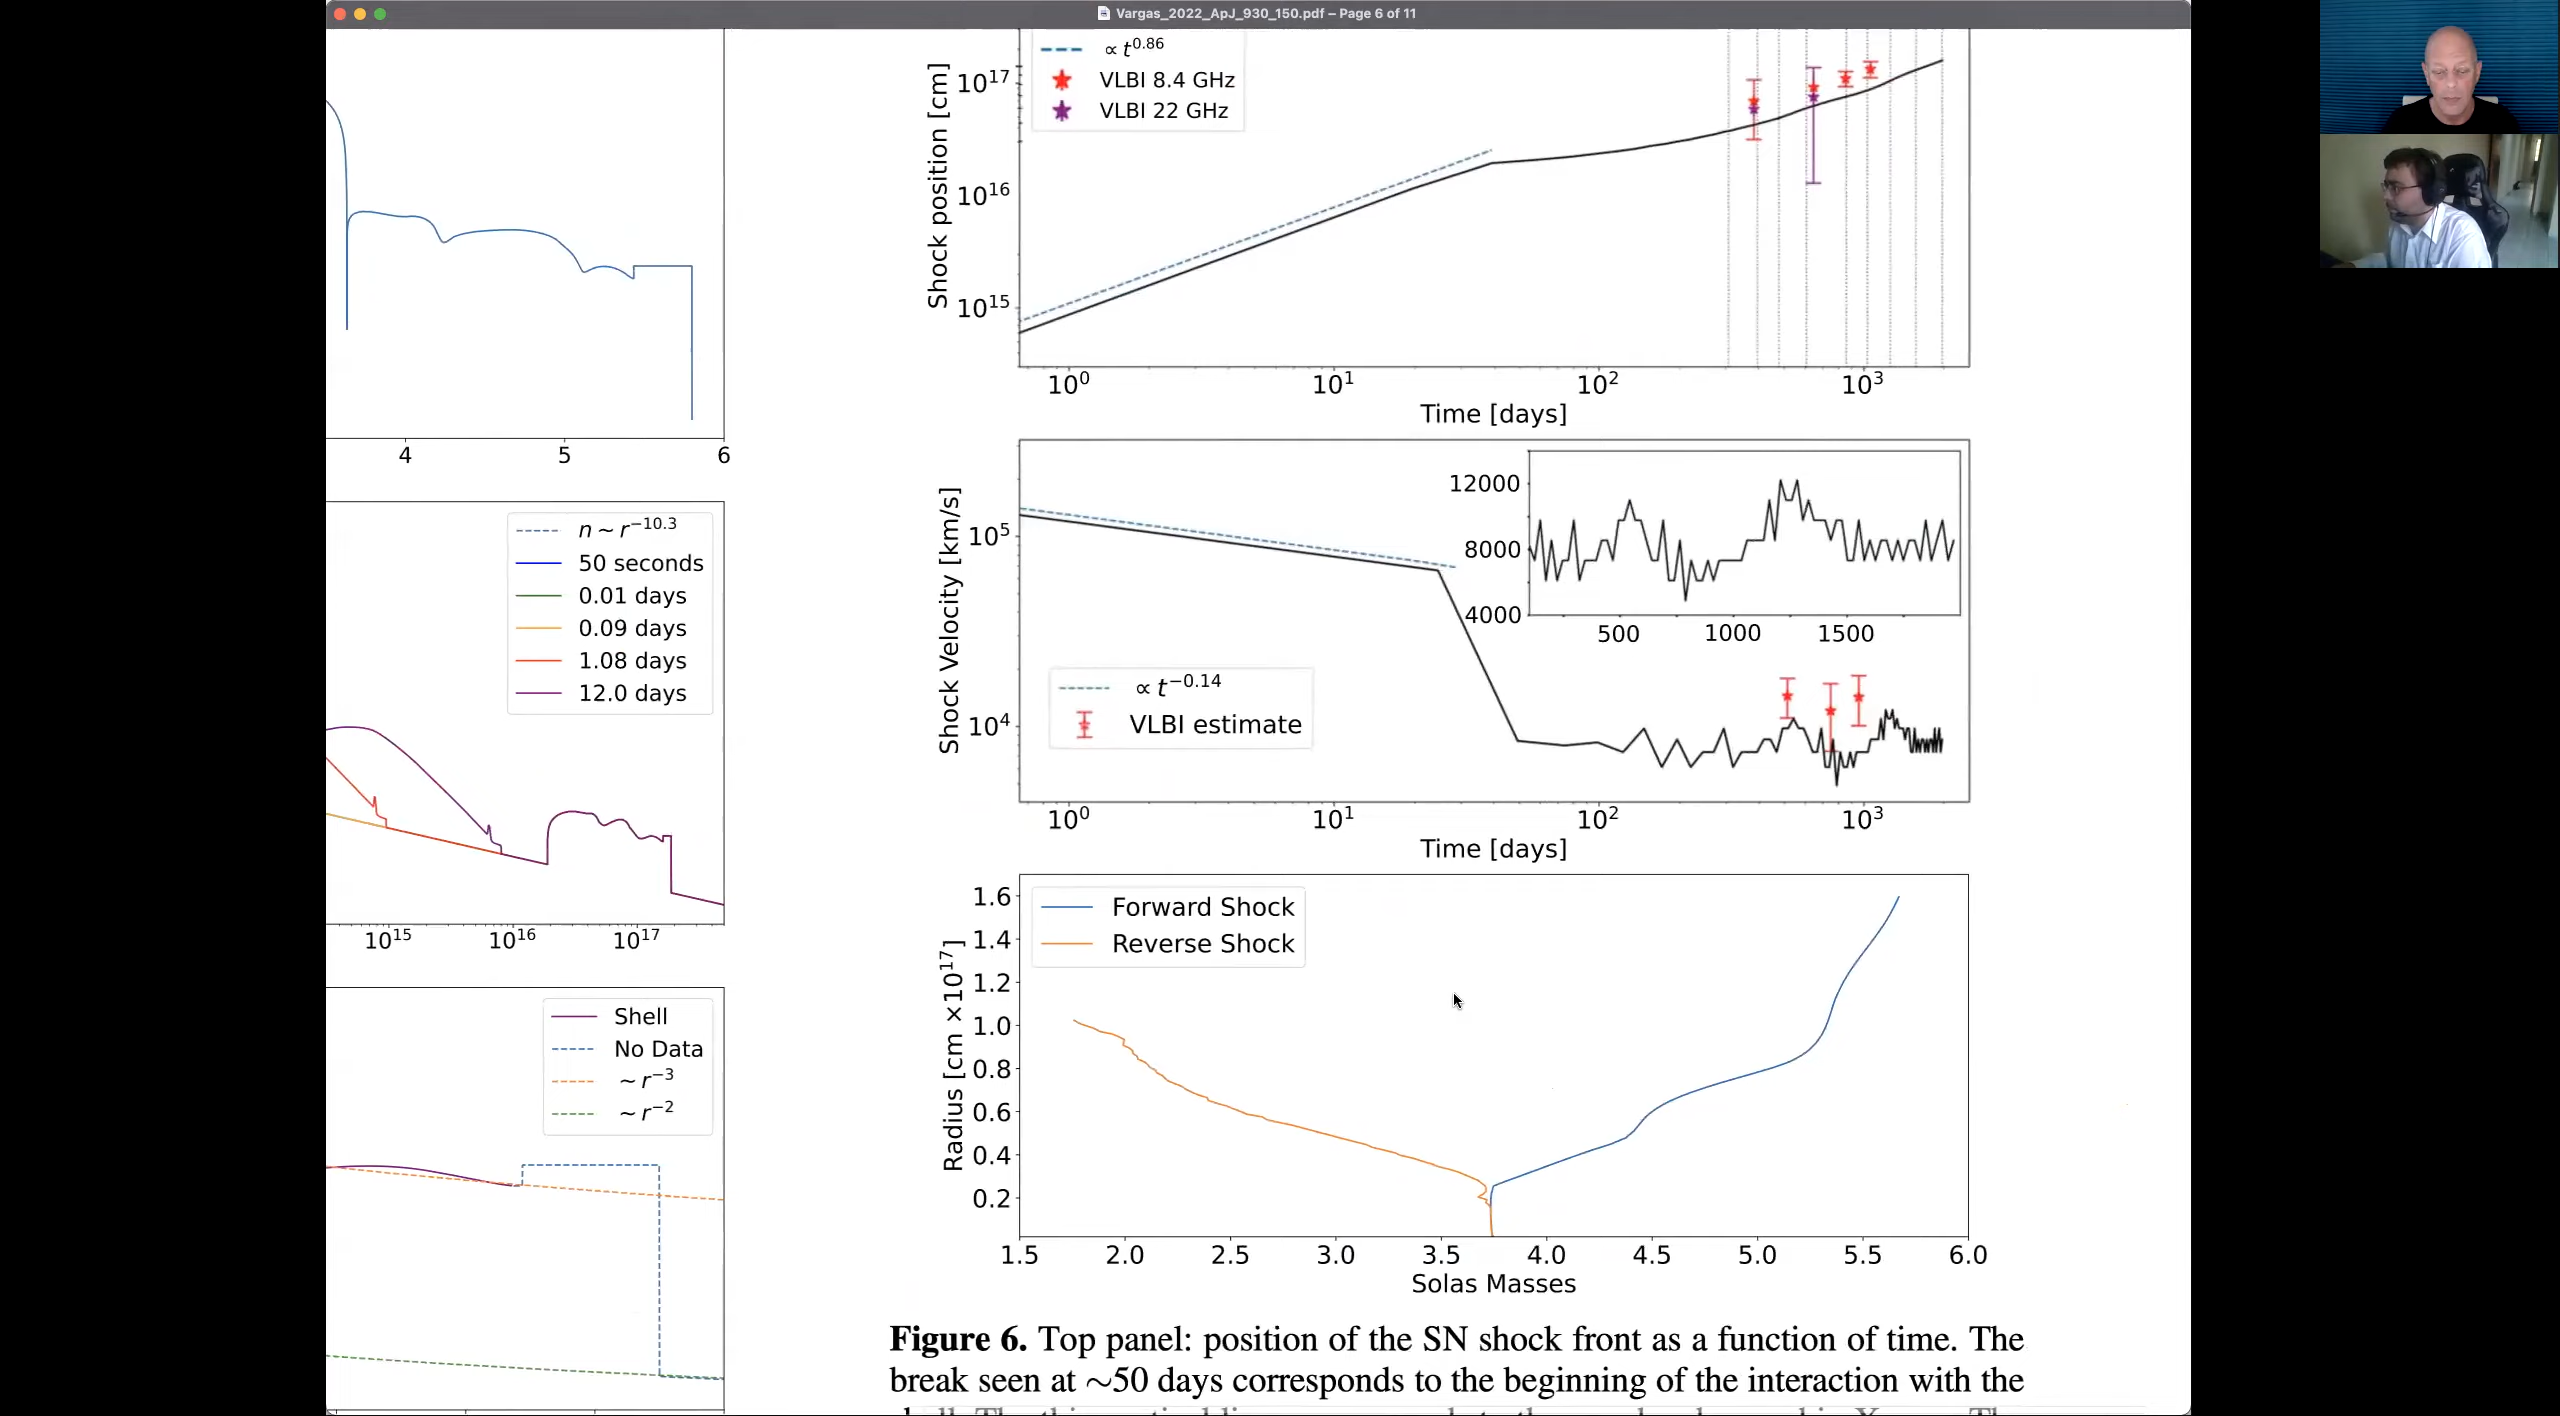 Vargas_2022_ApJ_930_150.pdf – Page 6 of 11
4 5 6
n ~ r^−10.3
50 seconds
0.01 days
0.09 days
1.08 days
12.0 days
10^15 10^16 10^17
Shell
No Data
~ r^−3
~ r^−2
∝ t^0.86
VLBI 8.4 GHz
VLBI 22 GHz
Shock position [cm]
10^17
10^16
10^15
10^0 10^1 10^2 10^3
Time [days]
Shock Velocity [km/s]
10^5
10^4
12000
8000
4000
500 1000 1500
∝ t^−0.14
VLBI estimate
10^0 10^1 10^2 10^3
Time [days]
Forward Shock
Reverse Shock
Radius [cm ×10^17]
1.6
1.4
1.2
1.0
0.8
0.6
0.4
0.2
1.5 2.0 2.5 3.0 3.5 4.0 4.5 5.0 5.5 6.0
Solas Masses
Figure 6. Top panel: position of the SN shock front as a function of time. The
break seen at ∼50 days corresponds to the beginning of the interaction with the